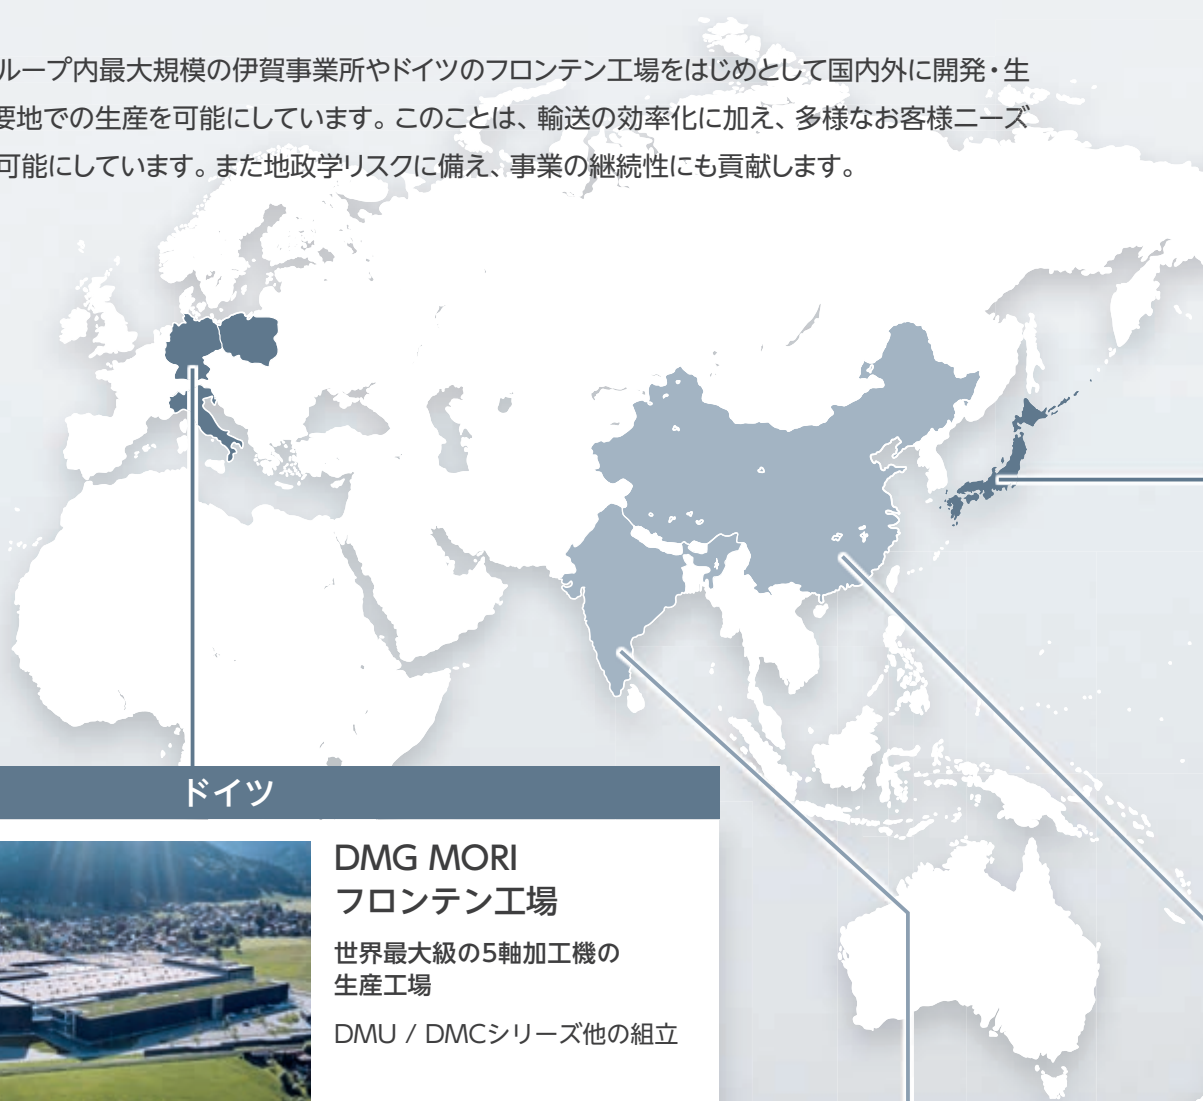 ループ内最大規模の伊賀事業所やドイツのフロンテン工場をはじめとして国内外に開発・生
要地での生産を可能にしています。このことは、輸送の効率化に加え、多様なお客様ニーズ
可能にしています。また地政学リスクに備え、事業の継続性にも貢献します。
ドイツ
DMG MORI
フロンテン工場
世界最大級の5軸加工機の
生産工場
DMU / DMCシリーズ他の組立